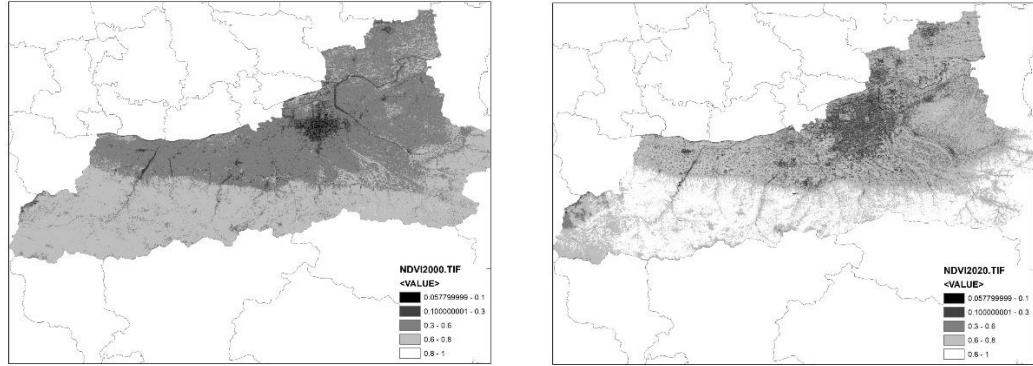 NDVI2000.TIF
<VALUE>
0.057799999 - 0.1
0.100000001 - 0.3
0.3 - 0.6
0.6 - 0.8
0.8 - 1
NDVI2020.TIF
<VALUE>
0.057799999 - 0.1
0.100000001 - 0.3
0.3 - 0.6
0.6 - 0.8
0.8 - 1